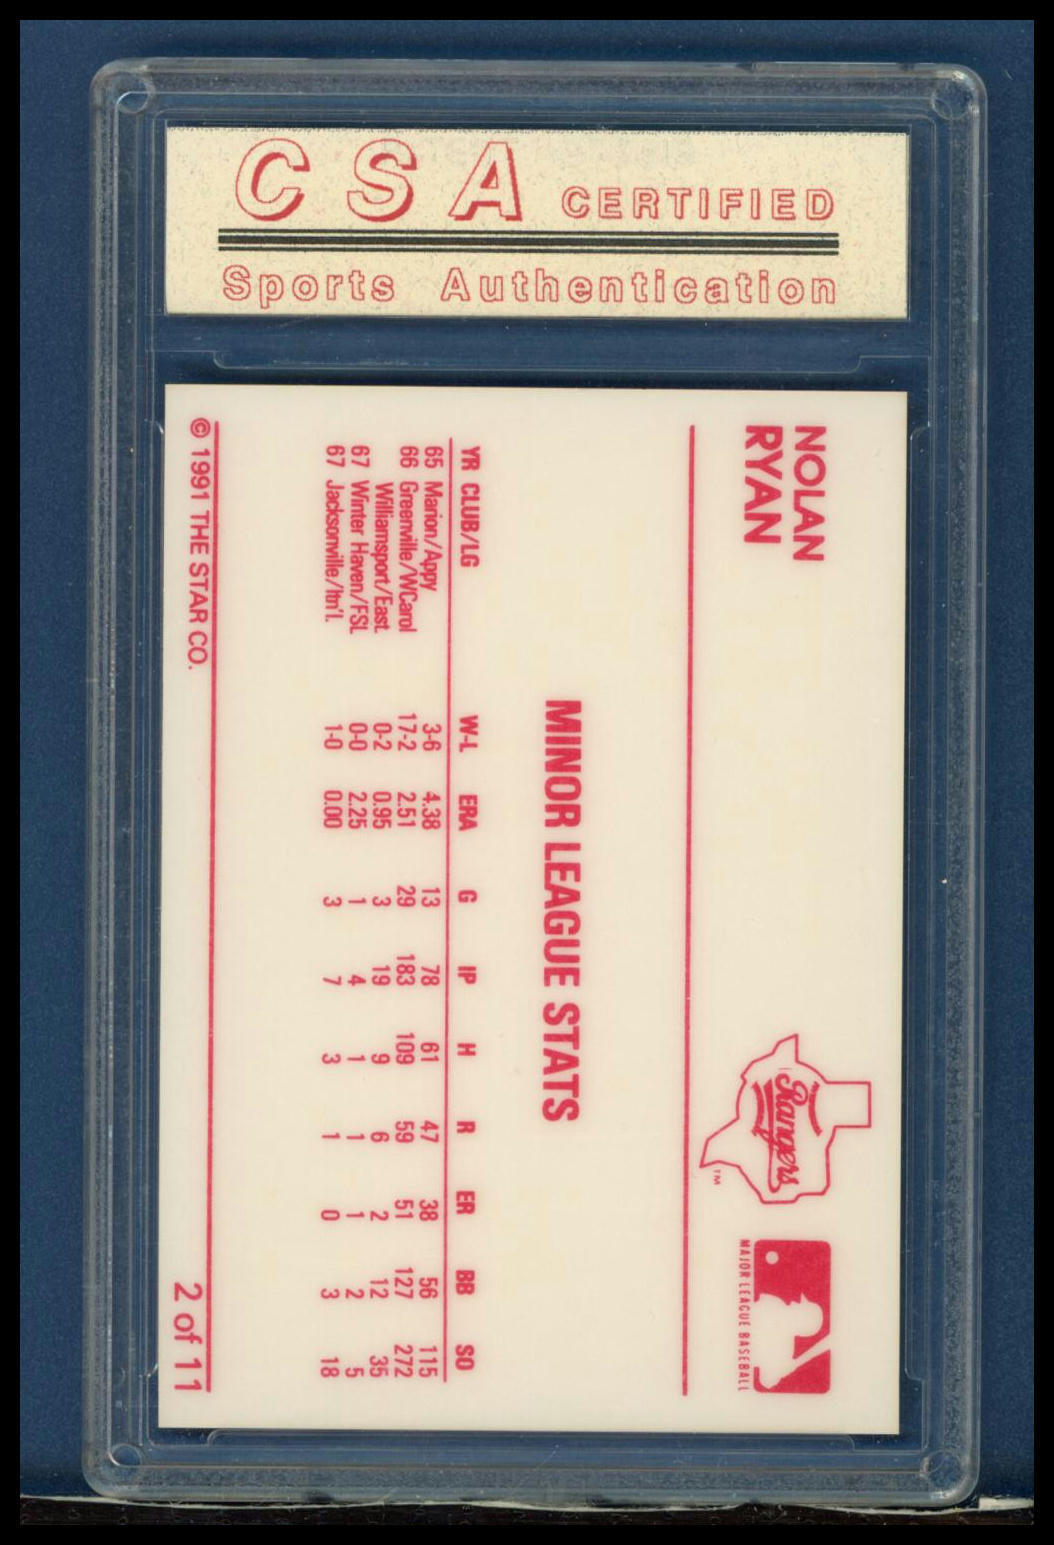 CSA CERTIFIED
Sports Authentication
NOLAN
RYAN
Rangers
TM
MAJOR LEAGUE BASEBALL
MINOR LEAGUE STATS
YR CLUB/LG W-L ERA G IP H R ER BB SO
65 Marion/Appy 3-6 4.38 13 78 61 47 38 56 115
66 Greenville/WCarol 17-2 2.51 29 183 109 59 51 127 272
Williamsport/East. 0-2 0.95 3 19 9 6 2 12 35
67 Winter Haven/FSL 0-0 2.25 1 4 1 1 1 2 5
67 Jacksonville/Itn'l. 1-0 0.00 3 7 3 1 0 3 18
© 1991 THE STAR CO. 2 of 11